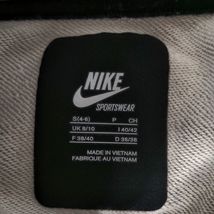 NIKE
SPORTSWEAR
S(4-6) P CH
UK 8/10 I 40/42
F 38/40 D 36/38
MADE IN VIETNAM
FABRIQUE AU VIETNAM